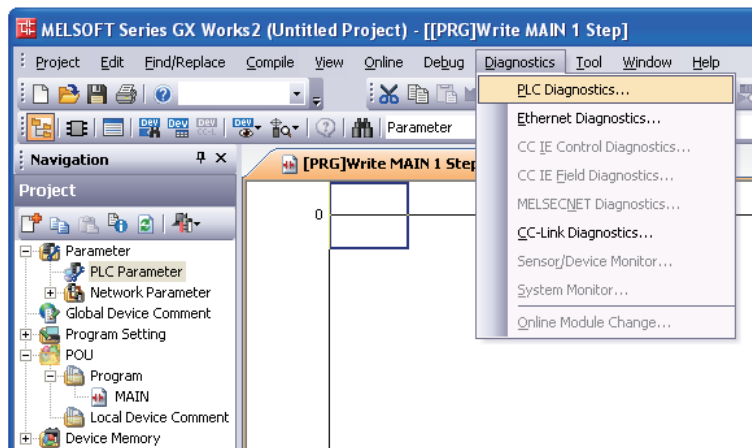 MELSOFT Series GX Works2 (Untitled Project) - [[PRG]Write MAIN 1 Step]
Project Edit Find/Replace Compile View Online Debug Diagnostics Tool Window Help
PLC Diagnostics...
Ethernet Diagnostics...
CC IE Control Diagnostics...
CC IE Field Diagnostics...
MELSECNET Diagnostics...
CC-Link Diagnostics...
Sensor/Device Monitor...
System Monitor...
Online Module Change...
Parameter
Navigation
[PRG]Write MAIN 1 Step
Project
0
Parameter
PLC Parameter
Network Parameter
Global Device Comment
Program Setting
POU
Program
MAIN
Local Device Comment
Device Memory